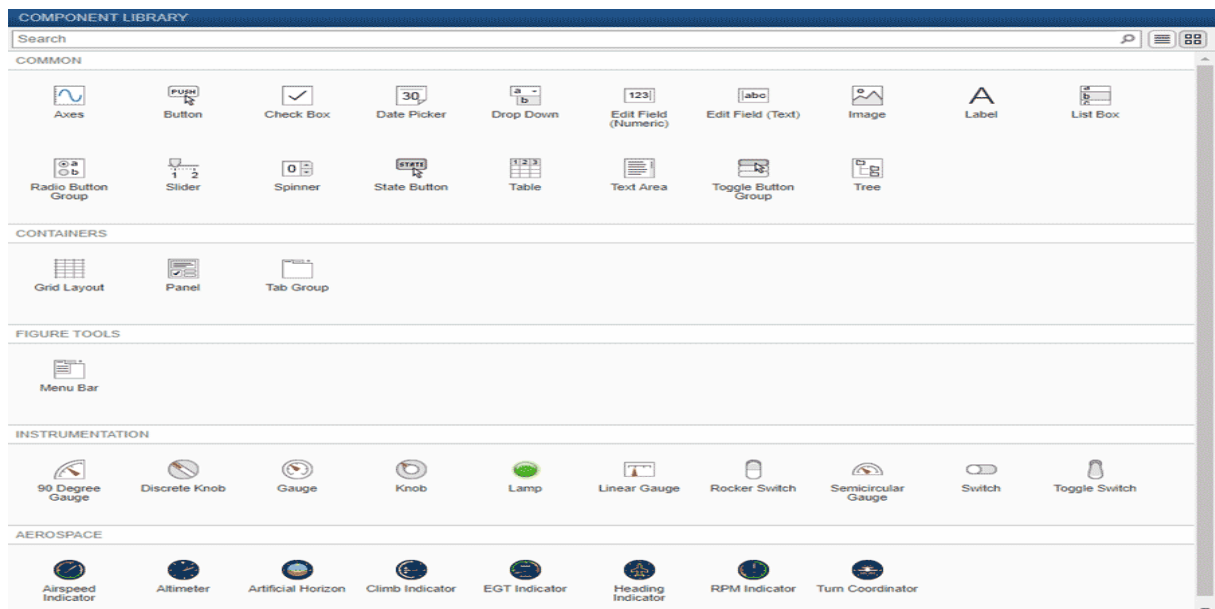 COMPONENT LIBRARY
Search
COMMON
PUSH
30
a
b
123
abc
A
a
b
c
Axes
Button
Check Box
Date Picker
Drop Down
Edit Field
(Numeric)
Edit Field (Text)
Image
Label
List Box
a
b
1 2
0
STATE
1 2 3
Radio Button
Group
Slider
Spinner
State Button
Table
Text Area
Toggle Button
Group
Tree
CONTAINERS
Grid Layout
Panel
Tab Group
FIGURE TOOLS
Menu Bar
INSTRUMENTATION
90 Degree
Gauge
Discrete Knob
Gauge
Knob
Lamp
Linear Gauge
Rocker Switch
Semicircular
Gauge
Switch
Toggle Switch
AEROSPACE
Airspeed
Indicator
Altimeter
Artificial Horizon
Climb Indicator
EGT Indicator
Heading
Indicator
RPM Indicator
Turn Coordinator